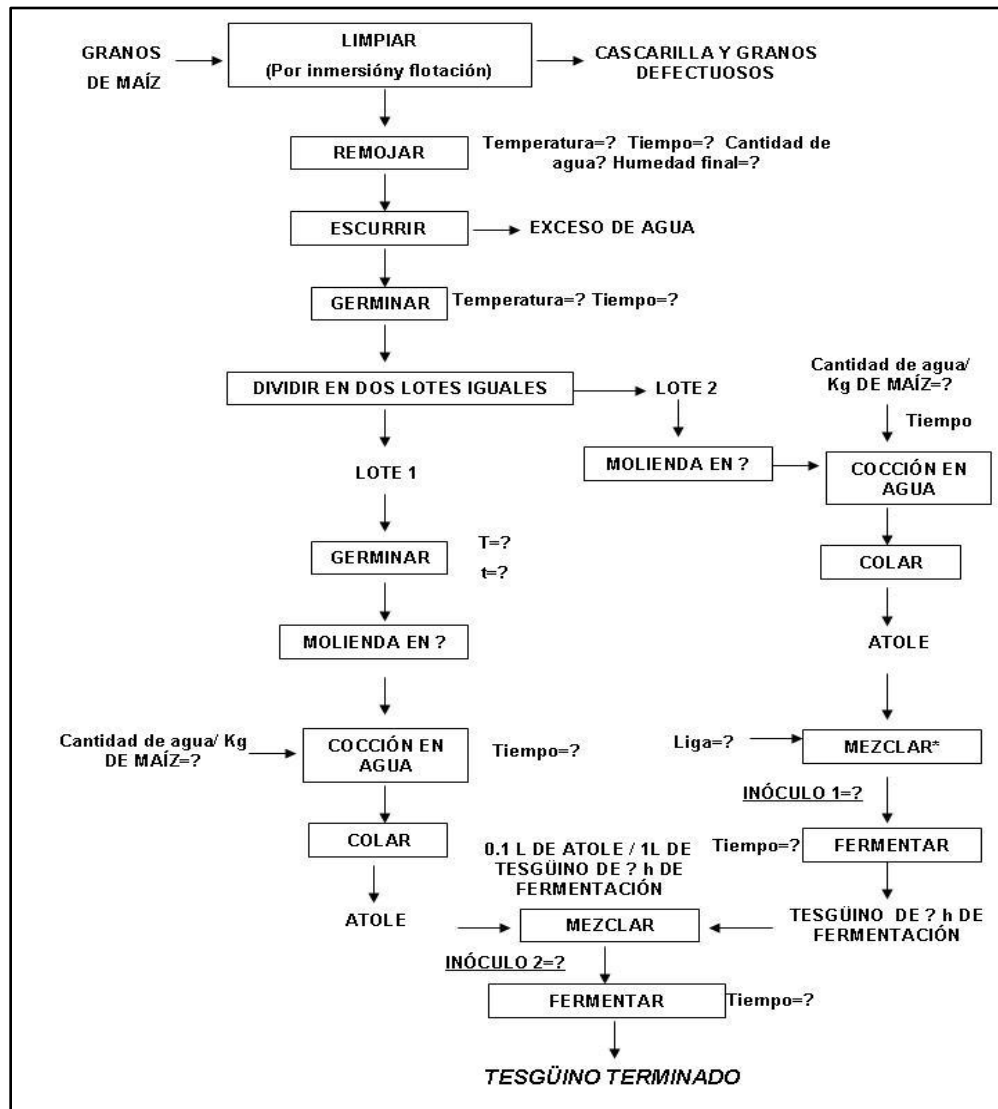 GRANOS
DE MAÍZ
LIMPIAR
(Por inmersióny flotación)
CASCARILLA Y GRANOS
DEFECTUOSOS
REMOJAR
Temperatura=? Tiempo=? Cantidad de
agua? Humedad final=?
ESCURRIR
EXCESO DE AGUA
GERMINAR
Temperatura=? Tiempo=?
DIVIDIR EN DOS LOTES IGUALES
LOTE 2
Cantidad de agua/
Kg DE MAÍZ=?
Tiempo
MOLIENDA EN ?
COCCIÓN EN
AGUA
LOTE 1
COLAR
GERMINAR
T=?
t=?
ATOLE
MOLIENDA EN ?
Cantidad de agua/ Kg
DE MAÍZ=?
COCCIÓN EN
AGUA
Tiempo=?
Liga=?
MEZCLAR*
INÓCULO 1=?
COLAR
Tiempo=?
FERMENTAR
0.1 L DE ATOLE / 1L DE
TESGÜINO DE ? h DE
FERMENTACIÓN
ATOLE
MEZCLAR
TESGÜINO DE ? h DE
FERMENTACIÓN
INÓCULO 2=?
FERMENTAR
Tiempo=?
TESGÜINO TERMINADO